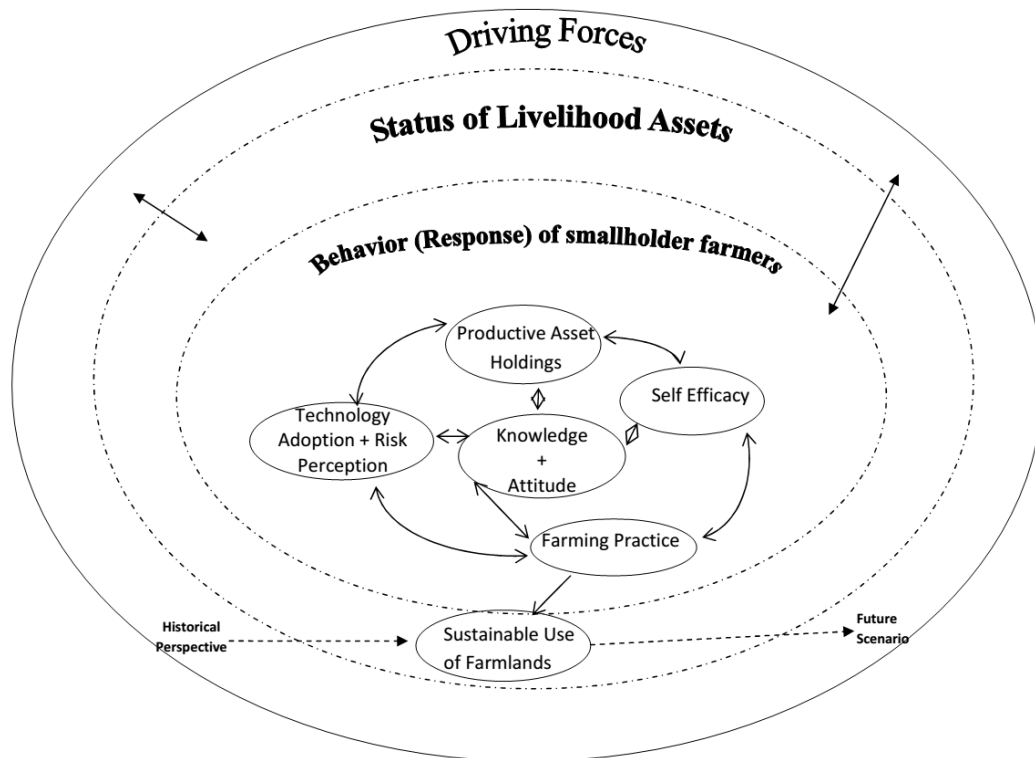 Driving Forces
Status of Livelihood Assets
Behavior (Response) of smallholder farmers
Productive Asset
Holdings
Self Efficacy
Technology
Adoption + Risk
Perception
Knowledge
+
Attitude
Farming Practice
Historical
Perspective
Sustainable Use
of Farmlands
Future
Scenario